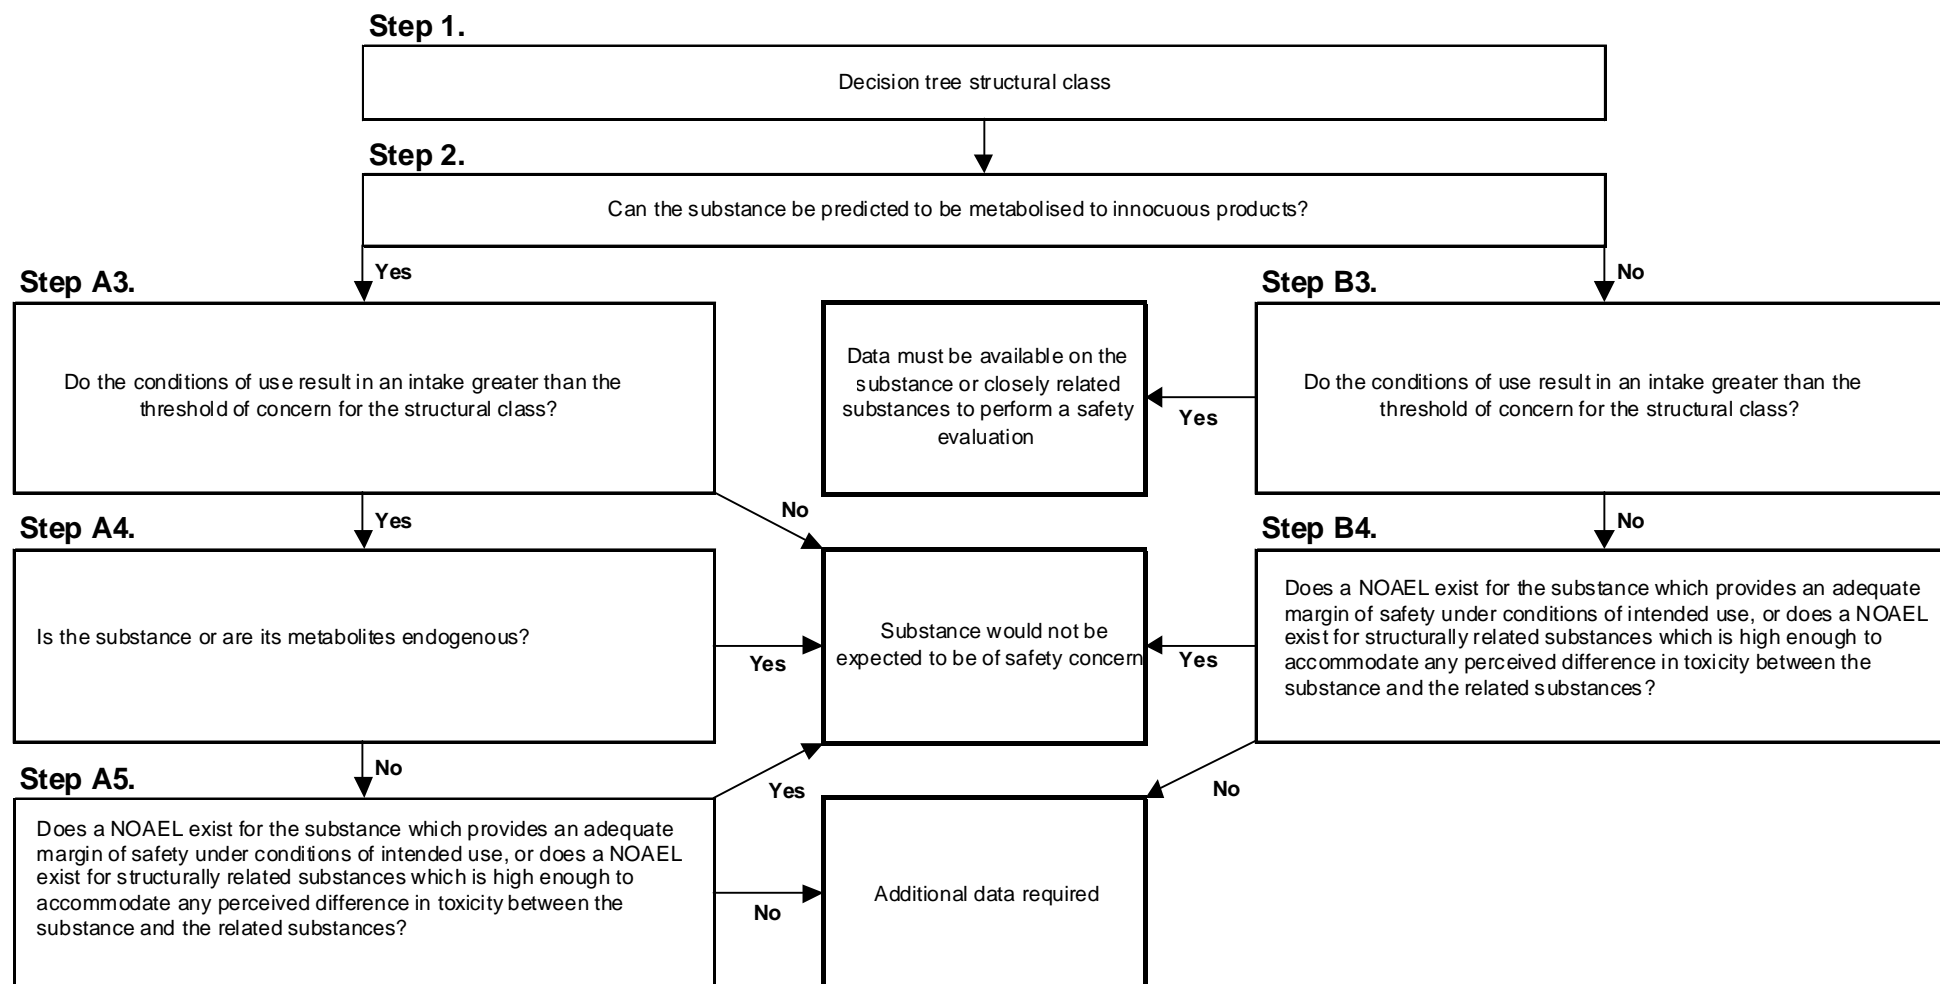 Step 1.
Decision tree structural class
Step 2.
Can the substance be predicted to be metabolised to innocuous products?
Yes
No
Step A3.
Do the conditions of use result in an intake greater than the
threshold of concern for the structural class?
Data must be available on the
substance or closely related
substances to perform a safety
evaluation
Yes
Step B3.
Do the conditions of use result in an intake greater than the
threshold of concern for the structural class?
Yes
No
No
Step A4.
Is the substance or are its metabolites endogenous?
Yes
Substance would not be
expected to be of safety concern
Yes
Step B4.
Does a NOAEL exist for the substance which provides an adequate
margin of safety under conditions of intended use, or does a NOAEL
exist for structurally related substances which is high enough to
accommodate any perceived difference in toxicity between the
substance and the related substances?
No
Yes
No
Step A5.
Does a NOAEL exist for the substance which provides an adequate
margin of safety under conditions of intended use, or does a NOAEL
exist for structurally related substances which is high enough to
accommodate any perceived difference in toxicity between the
substance and the related substances?
No
Additional data required